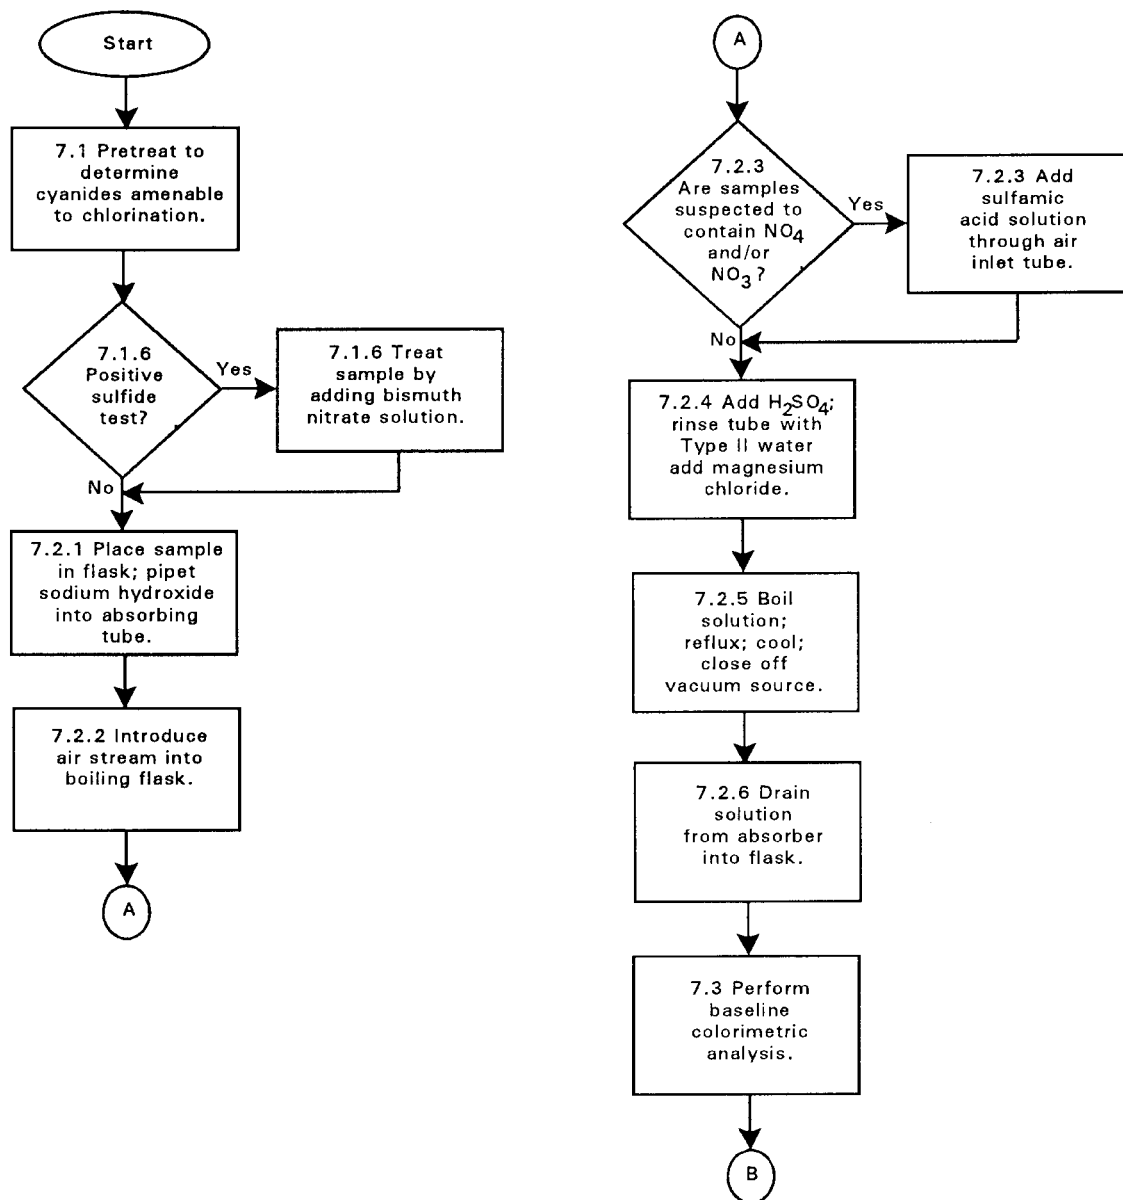 Start
7.1 Pretreat to
determine
cyanides amenable
to chlorination.
7.1.6
Positive
sulfide
test?
Yes
7.1.6 Treat
sample by
adding bismuth
nitrate solution.
No
7.2.1 Place sample
in flask; pipet
sodium hydroxide
into absorbing
tube.
7.2.2 Introduce
air stream into
boiling flask.
A
A
7.2.3
Are samples
suspected to
contain NO4
and/or
NO3?
Yes
7.2.3 Add
sulfamic
acid solution
through air
inlet tube.
No
7.2.4 Add H2SO4;
rinse tube with
Type II water
add magnesium
chloride.
7.2.5 Boil
solution;
reflux; cool;
close off
vacuum source.
7.2.6 Drain
solution
from absorber
into flask.
7.3 Perform
baseline
colorimetric
analysis.
B